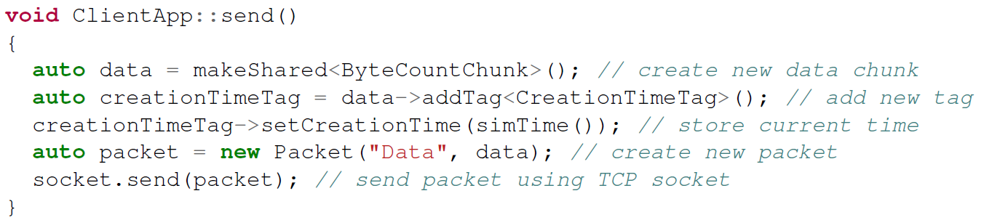 void ClientApp::send()
{
  auto data = makeShared<ByteCountChunk>(); // create new data chunk
  auto creationTimeTag = data->addTag<CreationTimeTag>(); // add new tag
  creationTimeTag->setCreationTime(simTime()); // store current time
  auto packet = new Packet("Data", data); // create new packet
  socket.send(packet); // send packet using TCP socket
}